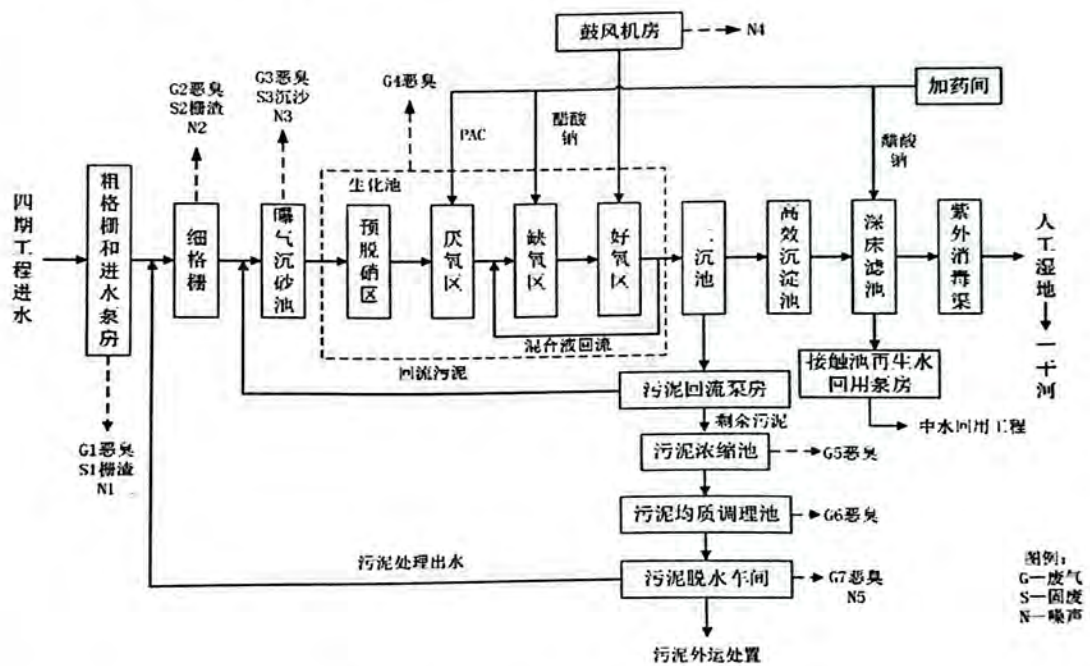 鼓风机房
N4
G2恶臭
S2栅渣
N2
G3恶臭
S3沉沙
N3
G4恶臭
加药间
PAC
醋酸
钠
醋酸
钠
生化池
四期工程进水
粗格栅和进水泵房
细格栅
曝气沉砂池
预脱硝区
厌氧区
缺氧区
好氧区
二沉池
高效沉淀池
深床滤池
紫外消毒渠
人工湿地
一干河
混合液回流
回流污泥
污泥回流泵房
接触池再生水
回用泵房
剩余污泥
中水回用工程
G1恶臭
S1栅渣
N1
污泥浓缩池
G5恶臭
污泥均质调理池
G6恶臭
污泥处理出水
污泥脱水车间
G7恶臭
N5
污泥外运处置
图例:
G—废气
S—固废
N—噪声